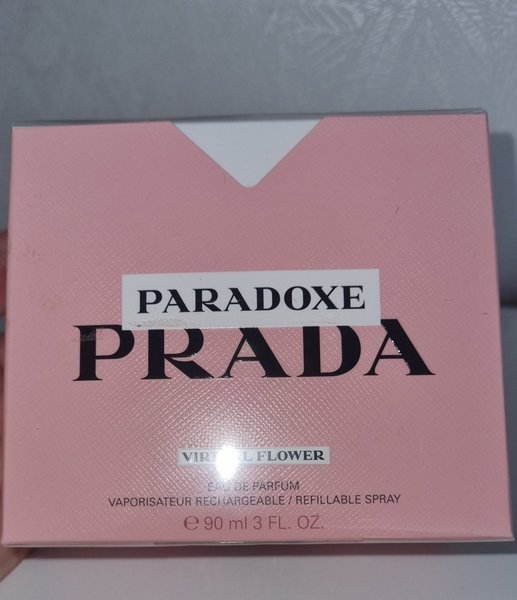 PARADOXE
PRADA
VIRTUAL FLOWER
EAU DE PARFUM
VAPORISATEUR RECHARGEABLE / REFILLABLE SPRAY
℮ 90 ml 3 FL. OZ.